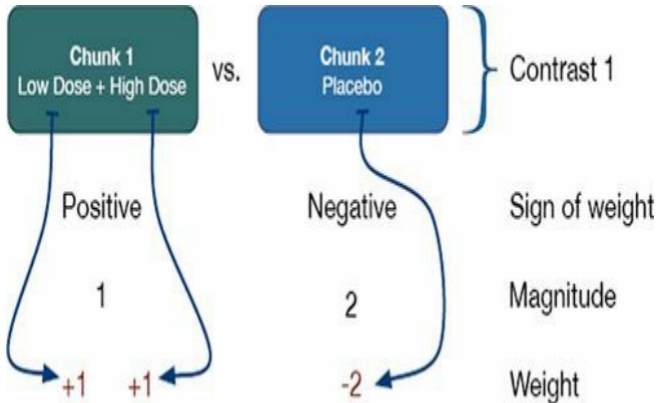 Chunk 1
Low Dose + High Dose
vs.
Chunk 2
Placebo
Contrast 1
Positive
Negative
Sign of weight
1
2
Magnitude
+1
+1
-2
Weight